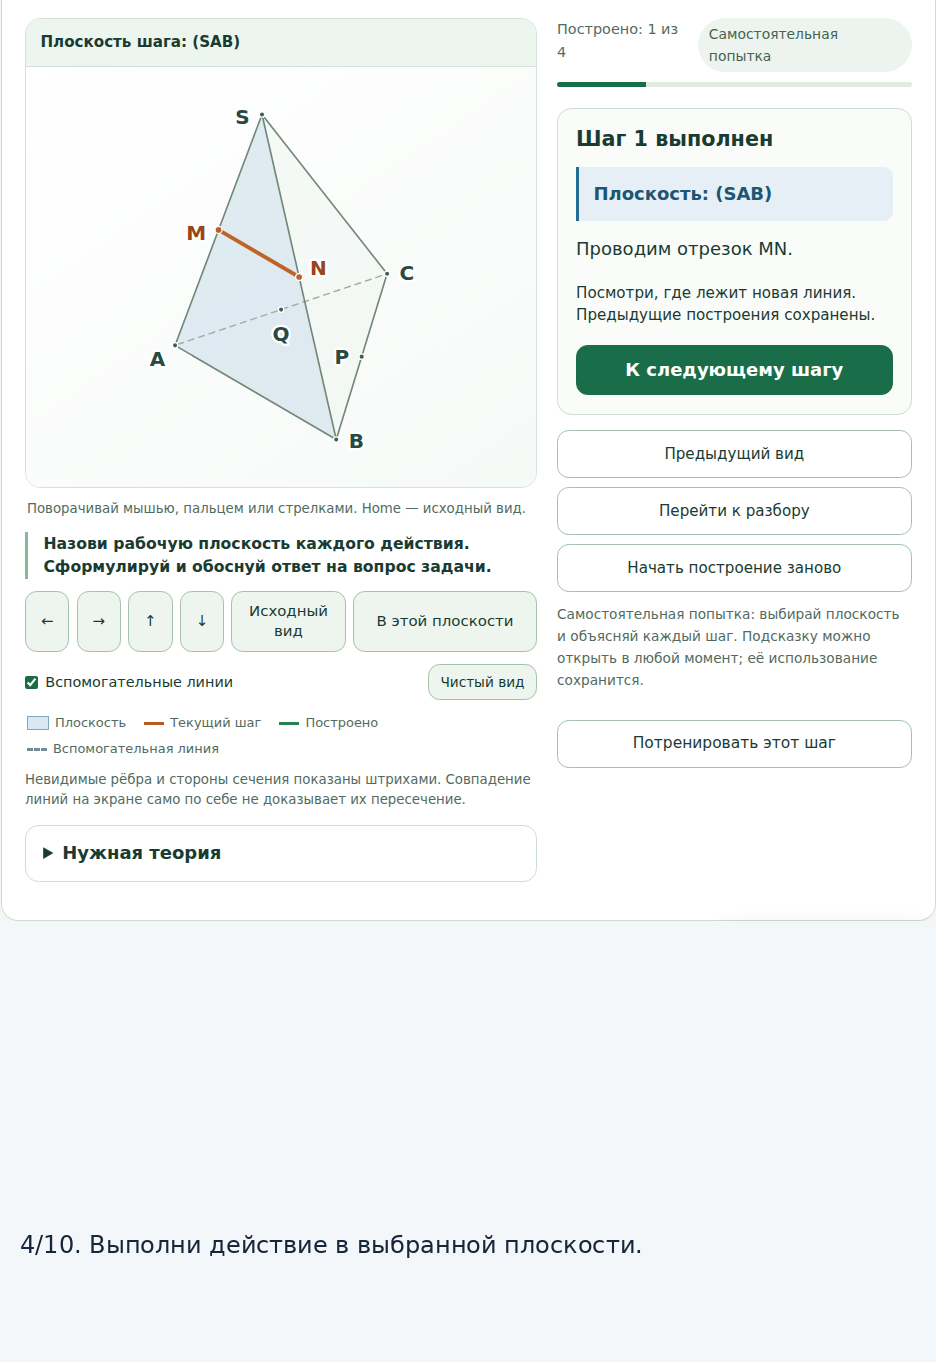 Плоскость шага: (SAB)
S
M
N
C
Q
P
A
B
Поворачивай мышью, пальцем или стрелками. Home — исходный вид.
Назови рабочую плоскость каждого действия.
Сформулируй и обоснуй ответ на вопрос задачи.
← → ↑ ↓ Исходный вид В этой плоскости
Вспомогательные линии Чистый вид
Плоскость Текущий шаг Построено
Вспомогательная линия
Невидимые рёбра и стороны сечения показаны штрихами. Совпадение
линий на экране само по себе не доказывает их пересечение.
Нужная теория
Построено: 1 из
4
Самостоятельная
попытка
Шаг 1 выполнен
Плоскость: (SAB)
Проводим отрезок MN.
Посмотри, где лежит новая линия.
Предыдущие построения сохранены.
К следующему шагу
Предыдущий вид
Перейти к разбору
Начать построение заново
Самостоятельная попытка: выбирай плоскость
и объясняй каждый шаг. Подсказку можно
открыть в любой момент; её использование
сохранится.
Потренировать этот шаг
4/10. Выполни действие в выбранной плоскости.